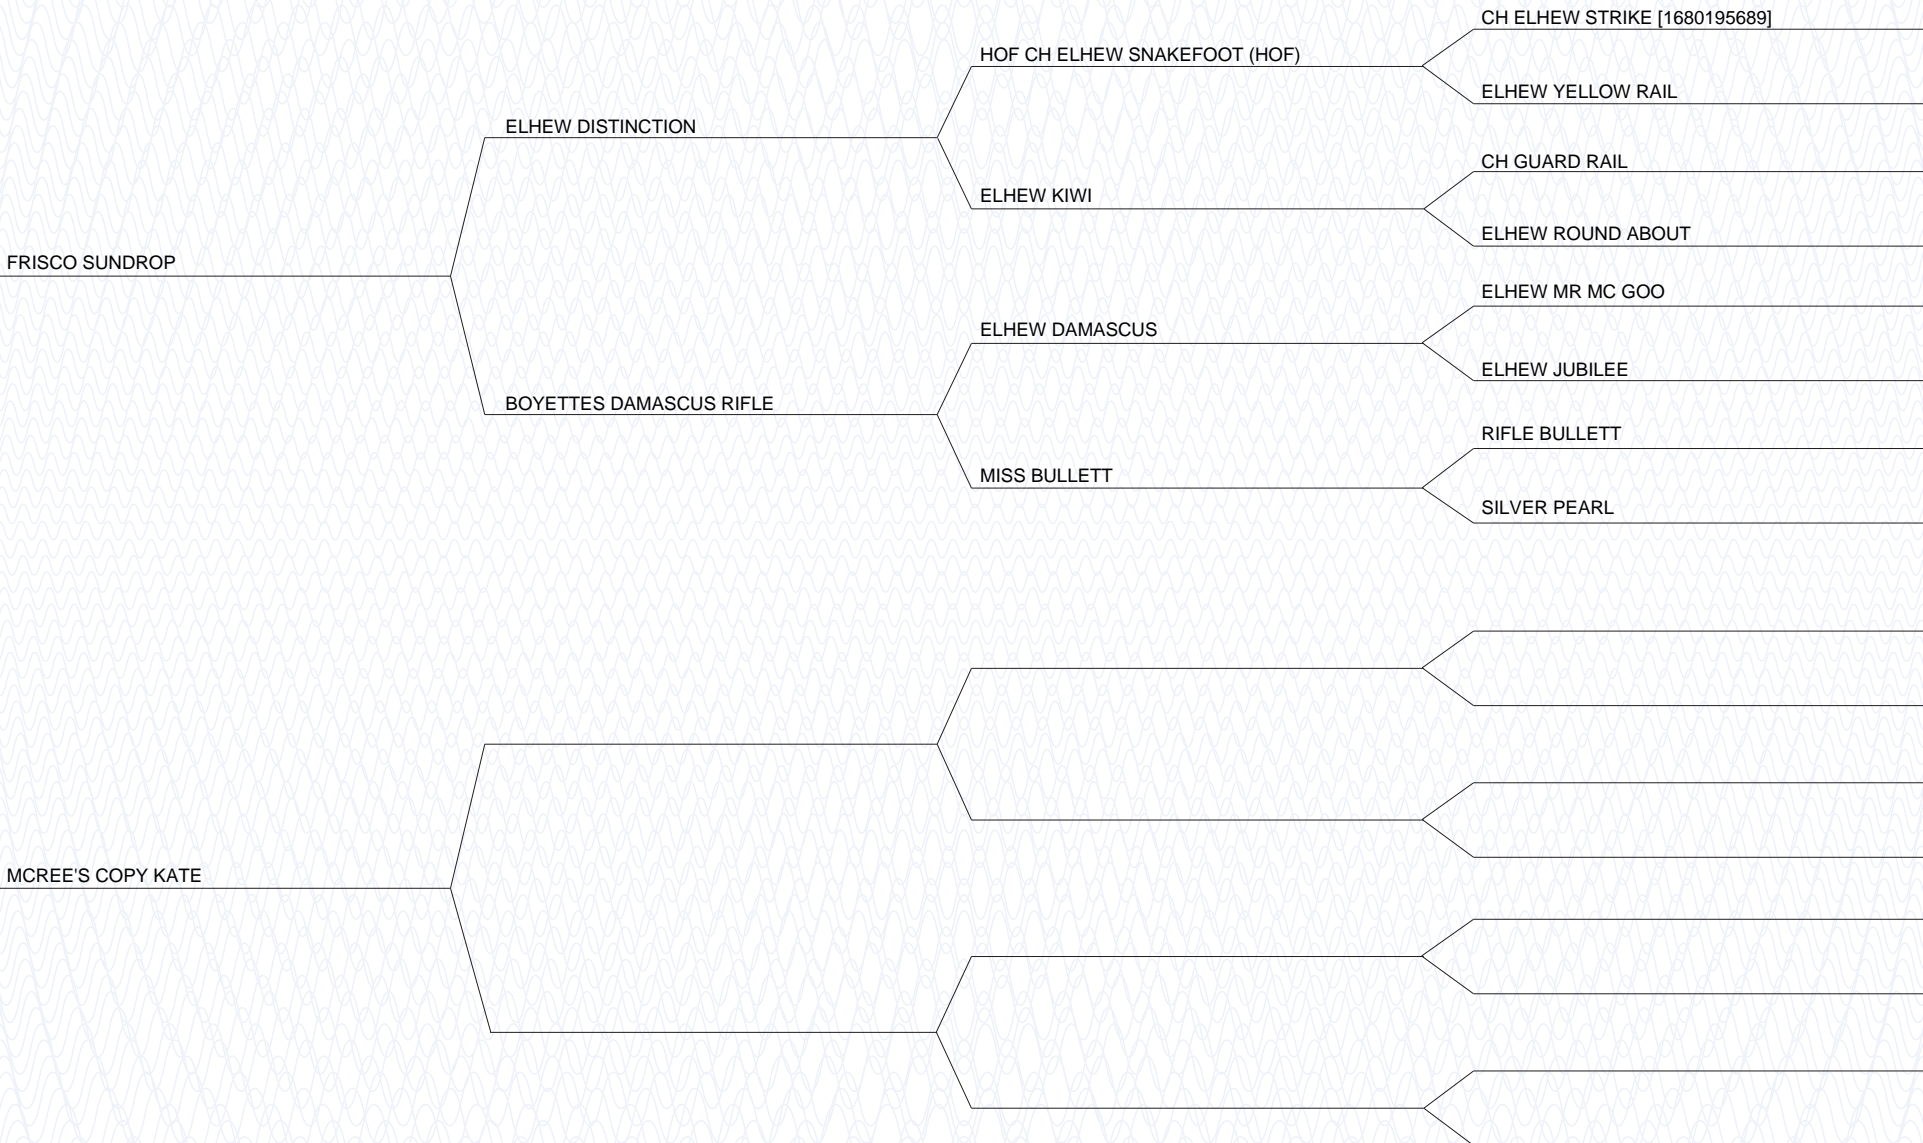 CH ELHEW STRIKE [1680195689]
HOF CH ELHEW SNAKEFOOT (HOF)
ELHEW YELLOW RAIL
ELHEW DISTINCTION
CH GUARD RAIL
ELHEW KIWI
ELHEW ROUND ABOUT
FRISCO SUNDROP
ELHEW MR MC GOO
ELHEW DAMASCUS
ELHEW JUBILEE
BOYETTES DAMASCUS RIFLE
RIFLE BULLETT
MISS BULLETT
SILVER PEARL
MCREE'S COPY KATE